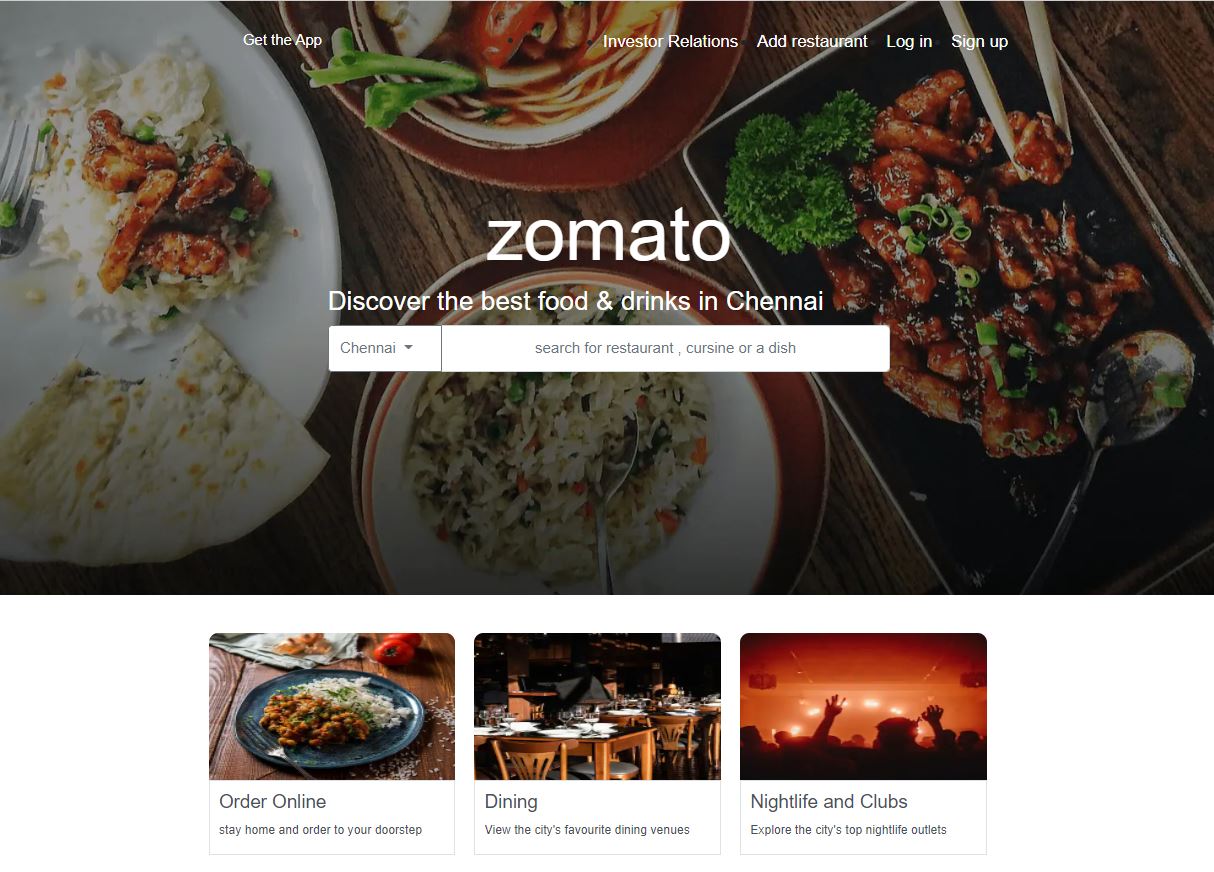 Get the App
Investor Relations Add restaurant Log in Sign up
zomato
Discover the best food & drinks in Chennai
Chennai
search for restaurant , cursine or a dish
Order Online
stay home and order to your doorstep
Dining
View the city's favourite dining venues
Nightlife and Clubs
Explore the city's top nightlife outlets